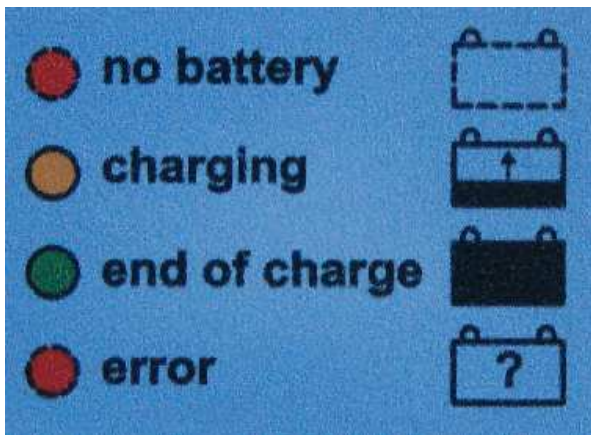 no battery
charging
end of charge
error
?